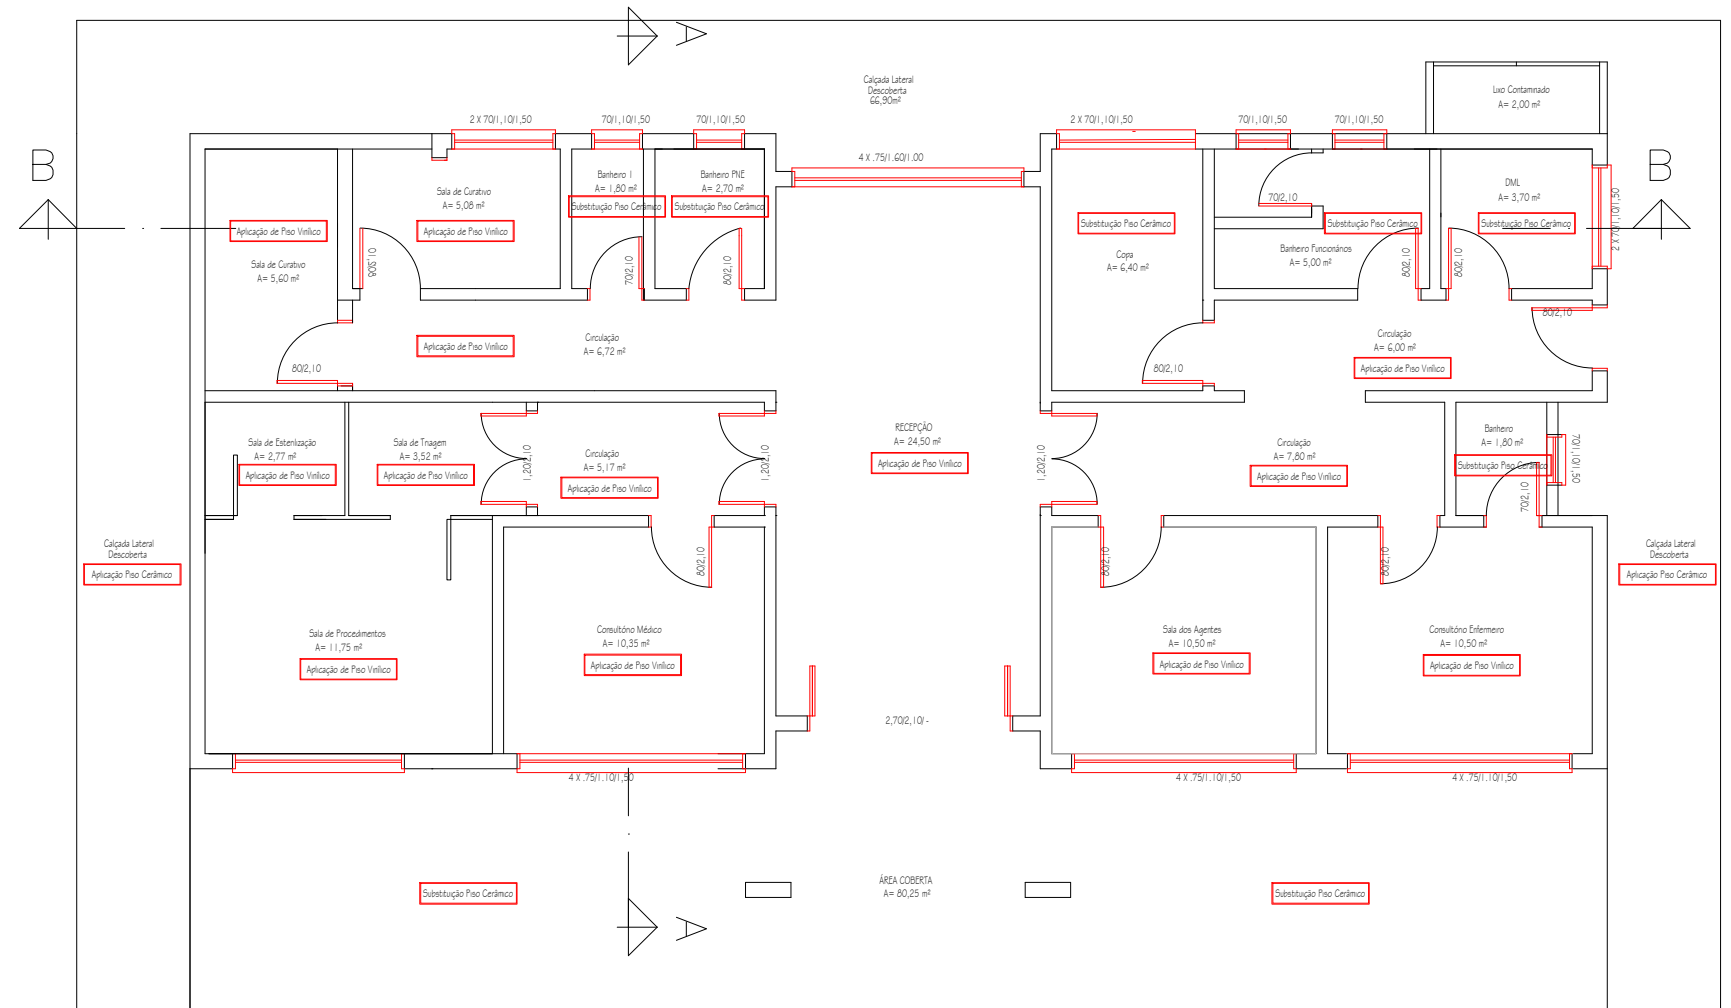 A
Calçada Lateral
Descoberta
66,90m²
Lixo Contaminado
A= 2,00 m²
2 X 70/1,10/1,50
70/1,10/1,50
70/1,10/1,50
2 X 70/1,10/1,50
70/1,10/1,50
70/1,10/1,50
4 X .75/1.60/1.00
B
B
Sala de Curativo
A= 5,08 m²
Aplicação de Piso Vinílico
Banheiro 1
A= 1,80 m²
Substituição Piso Cerâmico
Banheiro PNE
A= 2,70 m²
Substituição Piso Cerâmico
Aplicação de Piso Vinílico
Sala de Curativo
A= 5,60 m²
Substituição Piso Cerâmico
Copa
A= 6,40 m²
70/2,10
Substituição Piso Cerâmico
Banheiro Funcionários
A= 5,00 m²
DML
A= 3,70 m²
Substituição Piso Cerâmico
2 X 70/1,10/1,50
80/2,10
70/2,10
80/2,10
80/2,10
80/2,10
80/2,10
Aplicação de Piso Vinílico
Circulação
A= 6,72 m²
80/2,10
80/2,10
Circulação
A= 6,00 m²
Aplicação de Piso Vinílico
Sala de Esterilização
A= 2,77 m²
Aplicação de Piso Vinílico
Sala de Triagem
A= 3,52 m²
Aplicação de Piso Vinílico
1,20/2,10
Circulação
A= 5,17 m²
Aplicação de Piso Vinílico
1,20/2,10
RECEPÇÃO
A= 24,50 m²
Aplicação de Piso Vinílico
1,20/2,10
Circulação
A= 7,80 m²
Aplicação de Piso Vinílico
Banheiro
A= 1,80 m²
Substituição Piso Cerâmico
70/1,10/1,50
70/2,10
Calçada Lateral
Descoberta
Aplicação Piso Cerâmico
80/2,10
80/2,10
80/2,10
Calçada Lateral
Descoberta
Aplicação Piso Cerâmico
Sala de Procedimentos
A= 11,75 m²
Aplicação de Piso Vinílico
Consultório Médico
A= 10,35 m²
Aplicação de Piso Vinílico
Sala dos Agentes
A= 10,50 m²
Aplicação de Piso Vinílico
Consultório Enfermeiro
A= 10,50 m²
Aplicação de Piso Vinílico
2,70/2,10/-
4 X .75/1.10/1,50
4 X .75/1.10/1,50
4 X .75/1.10/1,50
Substituição Piso Cerâmico
ÁREA COBERTA
A= 80,25 m²
Substituição Piso Cerâmico
A